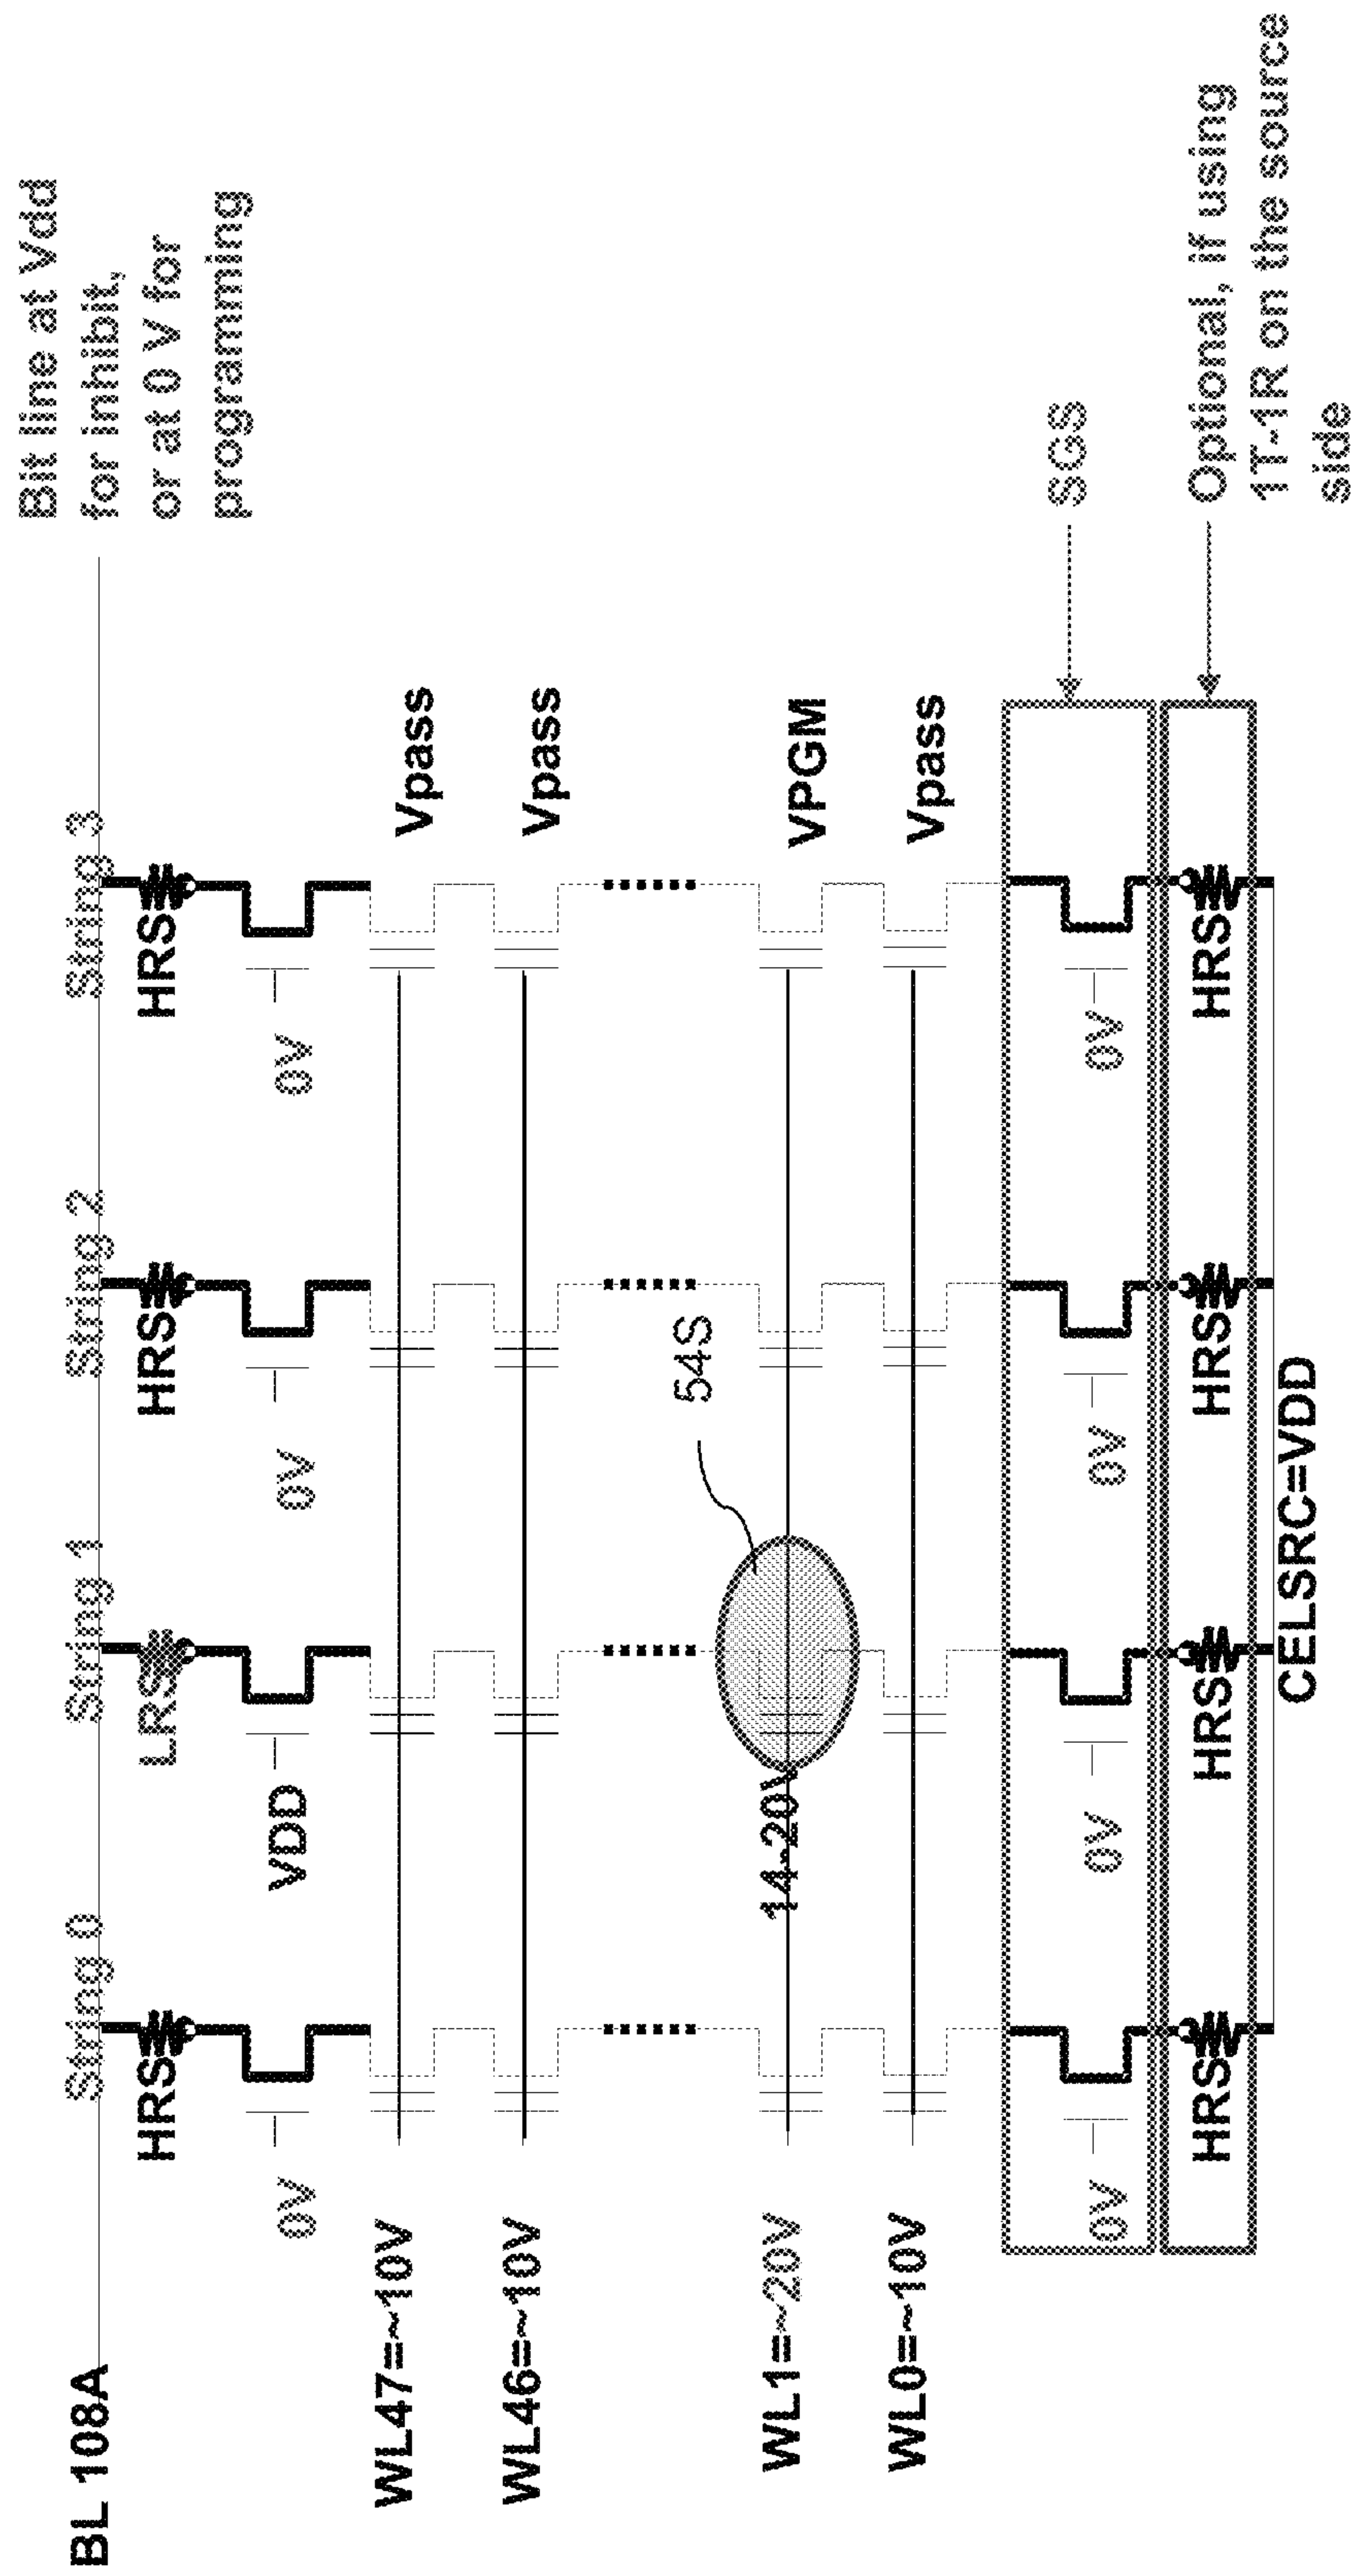 Bit line at Vdd
for inhibit,
or at 0 V for
programming
BL 108A
String 0
String 1
String 2
String 3
HRS
LRS
HRS
HRS
0V
VDD
0V
0V
WL47=~10V
Vpass
WL46=~10V
Vpass
54S
WL1=~20V
14-20V
VPGM
WL0=~10V
Vpass
0V
0V
0V
0V
SGS
HRS
HRS
HRS
HRS
Optional, if using
1T-1R on the source
side
CELSRC=VDD